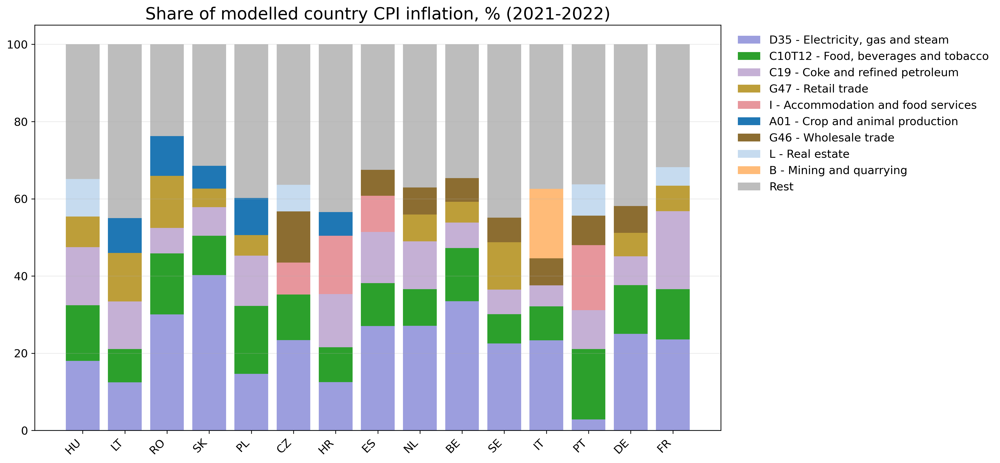 Share of modelled country CPI inflation, % (2021-2022)
100
80
60
40
20
0
HU
LT
RO
SK
PL
CZ
HR
ES
NL
BE
SE
IT
PT
DE
FR
D35 - Electricity, gas and steam
C10T12 - Food, beverages and tobacco
C19 - Coke and refined petroleum
G47 - Retail trade
I - Accommodation and food services
A01 - Crop and animal production
G46 - Wholesale trade
L - Real estate
B - Mining and quarrying
Rest